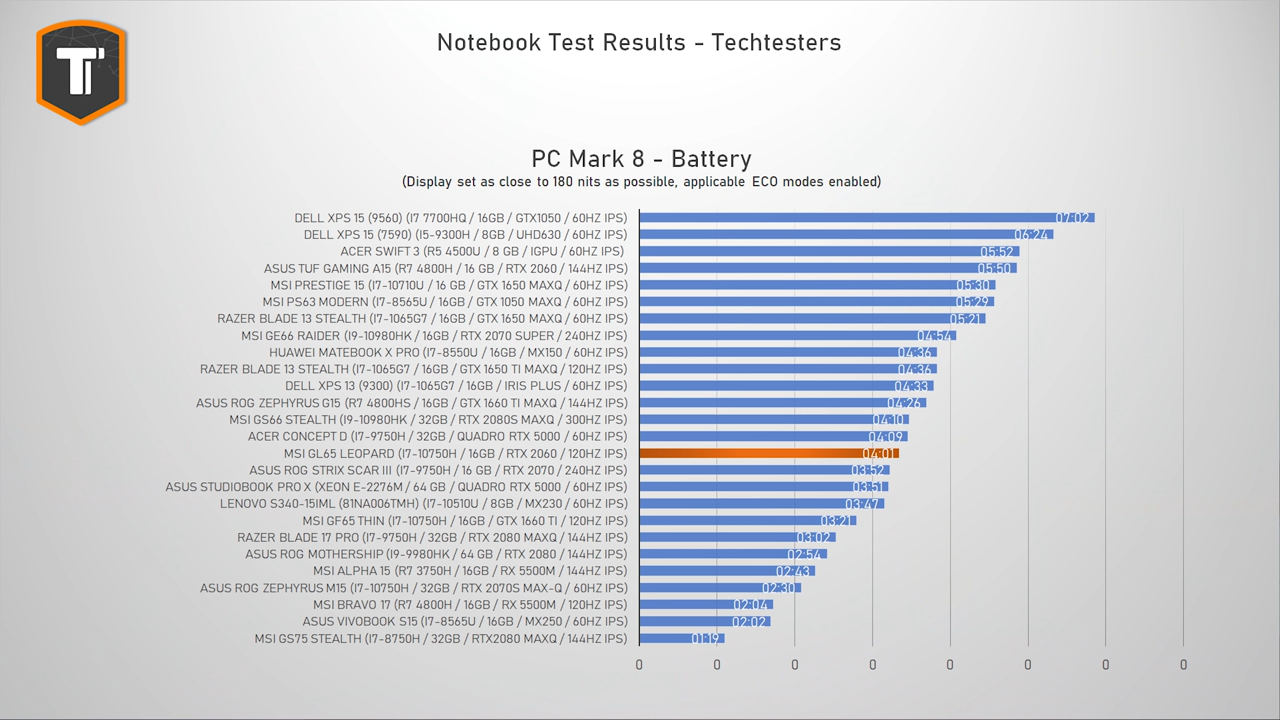 Notebook Test Results - Techtesters
PC Mark 8 - Battery
(Display set as close to 180 nits as possible, applicable ECO modes enabled)
DELL XPS 15 (9560) (I7 7700HQ / 16GB / GTX1050 / 60HZ IPS) 07:02
DELL XPS 15 (7590) (I5-9300H / 8GB / UHD630 / 60HZ IPS) 06:24
ACER SWIFT 3 (R5 4500U / 8 GB / IGPU / 60HZ IPS) 05:52
ASUS TUF GAMING A15 (R7 4800H / 16 GB / RTX 2060 / 144HZ IPS) 05:50
MSI PRESTIGE 15 (I7-10710U / 16 GB / GTX 1650 MAXQ / 60HZ IPS) 05:30
MSI PS63 MODERN (I7-8565U / 16GB / GTX 1050 MAXQ / 60HZ IPS) 05:29
RAZER BLADE 13 STEALTH (I7-1065G7 / 16GB / GTX 1650 MAXQ / 60HZ IPS) 05:21
MSI GE66 RAIDER (I9-10980HK / 16GB / RTX 2070 SUPER / 240HZ IPS) 04:54
HUAWEI MATEBOOK X PRO (I7-8550U / 16GB / MX150 / 60HZ IPS) 04:36
RAZER BLADE 13 STEALTH (I7-1065G7 / 16GB / GTX 1650 TI MAXQ / 120HZ IPS) 04:36
DELL XPS 13 (9300) (I7-1065G7 / 16GB / IRIS PLUS / 60HZ IPS) 04:33
ASUS ROG ZEPHYRUS G15 (R7 4800HS / 16GB / GTX 1660 TI MAXQ / 144HZ IPS) 04:26
MSI GS66 STEALTH (I9-10980HK / 32GB / RTX 2080S MAXQ / 300HZ IPS) 04:10
ACER CONCEPT D (I7-9750H / 32GB / QUADRO RTX 5000 / 60HZ IPS) 04:09
MSI GL65 LEOPARD (I7-10750H / 16GB / RTX 2060 / 120HZ IPS) 04:01
ASUS ROG STRIX SCAR III (I7-9750H / 16 GB / RTX 2070 / 240HZ IPS) 03:52
ASUS STUDIOBOOK PRO X (XEON E-2276M / 64 GB / QUADRO RTX 5000 / 60HZ IPS) 03:51
LENOVO S340-15IML (81NA006TMH) (I7-10510U / 8GB / MX230 / 60HZ IPS) 03:47
MSI GF65 THIN (I7-10750H / 16GB / GTX 1660 TI / 120HZ IPS) 03:21
RAZER BLADE 17 PRO (I7-9750H / 32GB / RTX 2080 MAXQ / 144HZ IPS) 03:02
ASUS ROG MOTHERSHIP (I9-9980HK / 64 GB / RTX 2080 / 144HZ IPS) 02:54
MSI ALPHA 15 (R7 3750H / 16GB / RX 5500M / 144HZ IPS) 02:43
ASUS ROG ZEPHYRUS M15 (I7-10750H / 32GB / RTX 2070S MAX-Q / 60HZ IPS) 02:30
MSI BRAVO 17 (R7 4800H / 16GB / RX 5500M / 120HZ IPS) 02:04
ASUS VIVOBOOK S15 (I7-8565U / 16GB / MX250 / 60HZ IPS) 02:02
MSI GS75 STEALTH (I7-8750H / 32GB / RTX2080 MAXQ / 144HZ IPS) 01:19
0 0 0 0 0 0 0 0